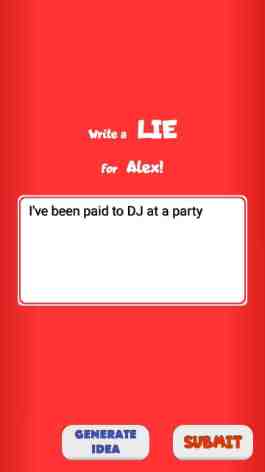 Write a LIE
for Alex!
I've been paid to DJ at a party
GENERATE
IDEA
SUBMIT